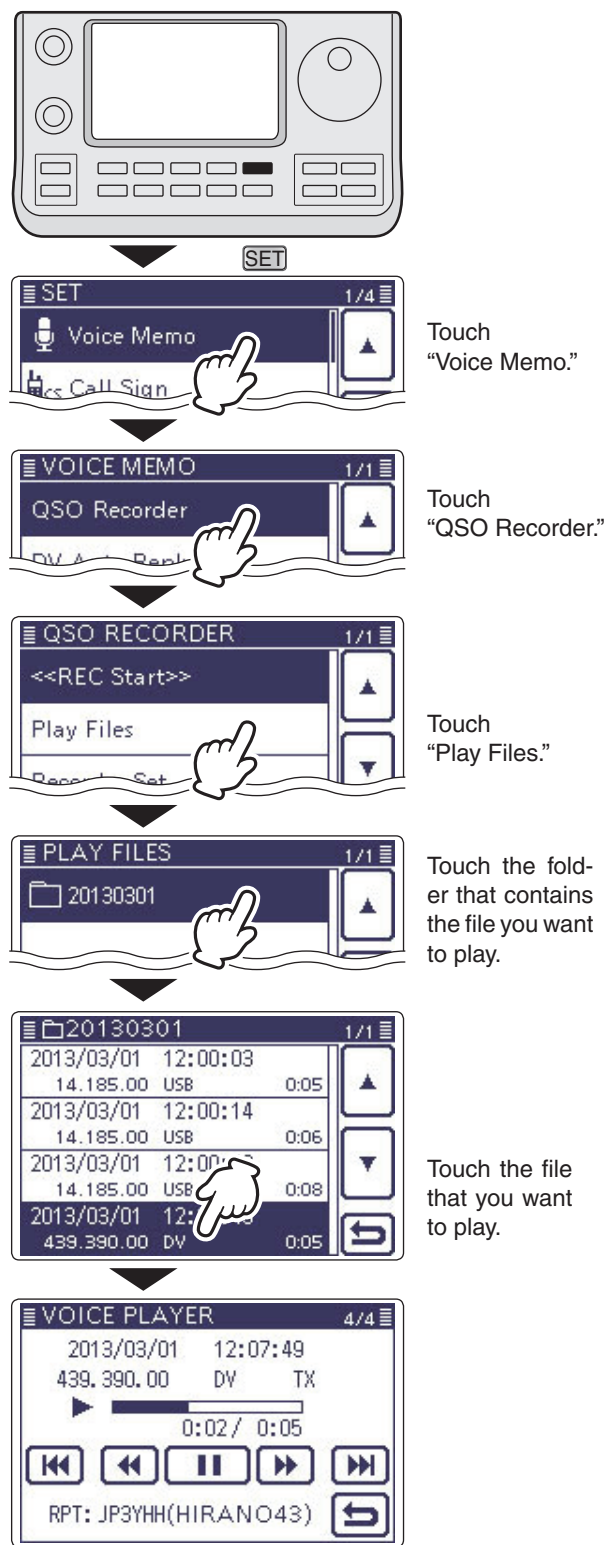 SET
SET 1/4
Voice Memo
CS Call Sign
Touch
“Voice Memo.”
VOICE MEMO 1/1
QSO Recorder
DV Auto
Touch
“QSO Recorder.”
QSO RECORDER 1/1
<<REC Start>>
Play Files
Set
Touch
“Play Files.”
PLAY FILES 1/1
20130301
Touch the fold-
er that contains
the file you want
to play.
20130301 1/1
2013/03/01 12:00:03
14.185.00 USB 0:05
2013/03/01 12:00:14
14.185.00 USB 0:06
2013/03/01
14.185.00 USB 0:08
2013/03/01
439.390.00 DV 0:05
Touch the file
that you want
to play.
VOICE PLAYER 4/4
2013/03/01 12:07:49
439.390.00 DV TX
0:02 / 0:05
RPT: JP3YHH(HIRANO43)